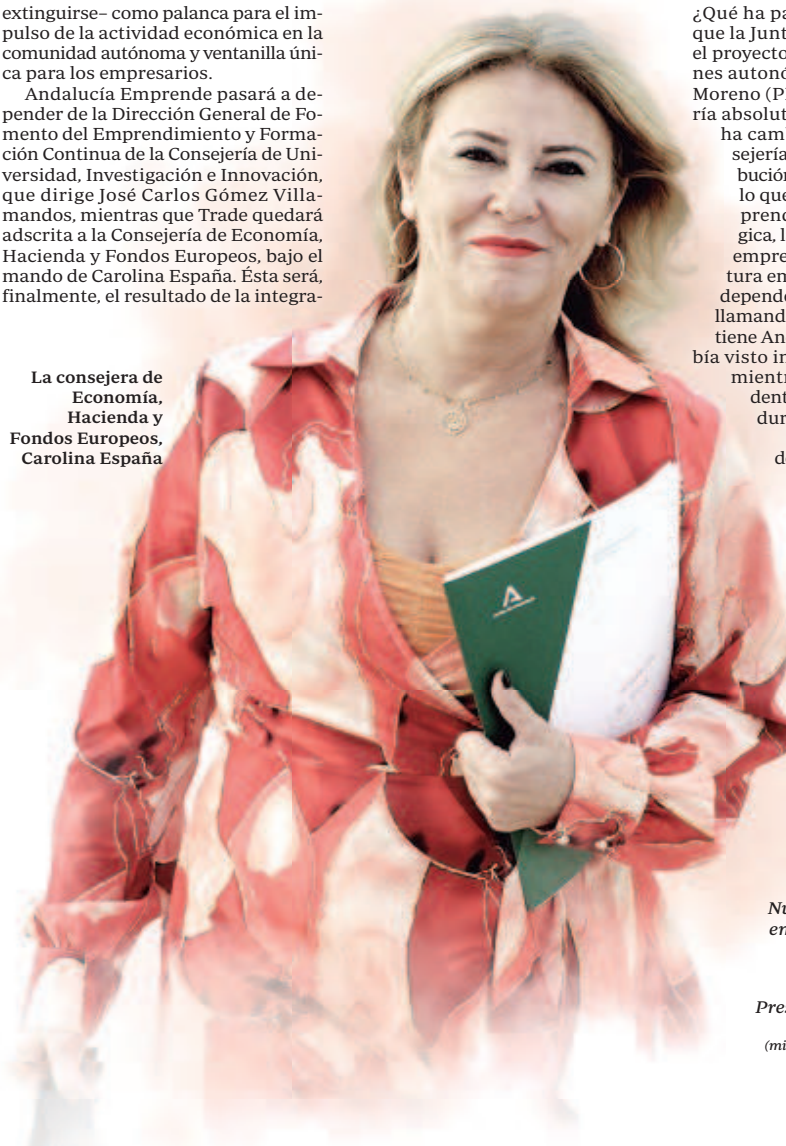 extinguirse– como palanca para el im-
pulso de la actividad económica en la
comunidad autónoma y ventanilla úni-
ca para los empresarios.
Andalucía Emprende pasará a de-
pender de la Dirección General de Fo-
mento del Emprendimiento y Forma-
ción Continua de la Consejería de Uni-
versidad, Investigación e Innovación,
que dirige José Carlos Gómez Villa-
mandos, mientras que Trade quedará
adscrita a la Consejería de Economía,
Hacienda y Fondos Europeos, bajo el
mando de Carolina España. Ésta será,
finalmente, el resultado de la integra-
La consejera de
Economía,
Hacienda y
Fondos Europeos,
Carolina España
¿Qué ha pa
que la Junt
el proyecto
nes autonó
Moreno (P
ría absolut
ha cam
sejería
bución
lo que
prend
gica, l
empre
tura em
depende
llamand
tiene An
bía visto in
mientr
dent
dur
de
Nu
en
Pres
(mi